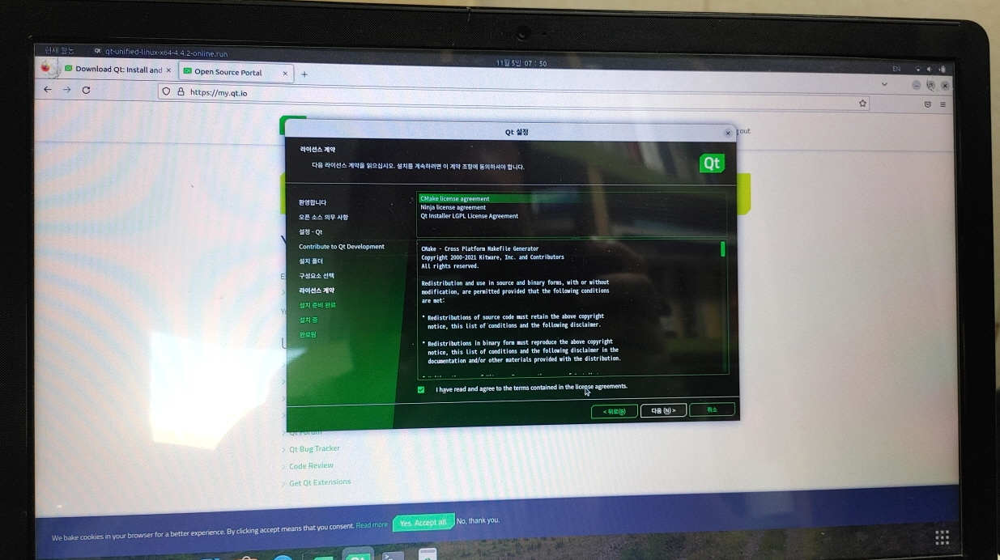 현재 활동
qt-unified-linux-x64-4.4.2-online.run
11월 5일 07 : 50
EN
Download Qt: Install and
Open Source Portal
https://my.qt.io
out
Qt 설정
라이선스 계약
다음 라이선스 계약을 읽으십시오. 설치를 계속하려면 이 계약 조항에 동의하셔야 합니다.
Qt
환영합니다
오픈 소스 의무 사항
설정 - Qt
Contribute to Qt Development
설치 폴더
구성요소 선택
라이선스 계약
설치 준비 완료
설치 중
완료됨
CMake license agreement
Ninja license agreement
Qt Installer LGPL License Agreement
CMake - Cross Platform Makefile Generator
Copyright 2000-2021 Kitware, Inc. and Contributors
All rights reserved.
Redistribution and use in source and binary forms, with or without
modification, are permitted provided that the following conditions
are met:
* Redistributions of source code must retain the above copyright
notice, this list of conditions and the following disclaimer.
* Redistributions in binary form must reproduce the above copyright
notice, this list of conditions and the following disclaimer in the
documentation and/or other materials provided with the distribution.
I have read and agree to the terms contained in the license agreements.
< 뒤로(B)
다음 (N) >
취소
Qt Forum
Qt Bug Tracker
Code Review
Get Qt Extensions
We bake cookies in your browser for a better experience. By clicking accept means that you consent. Read more
Yes. Accept all.
No, thank you.
Qt